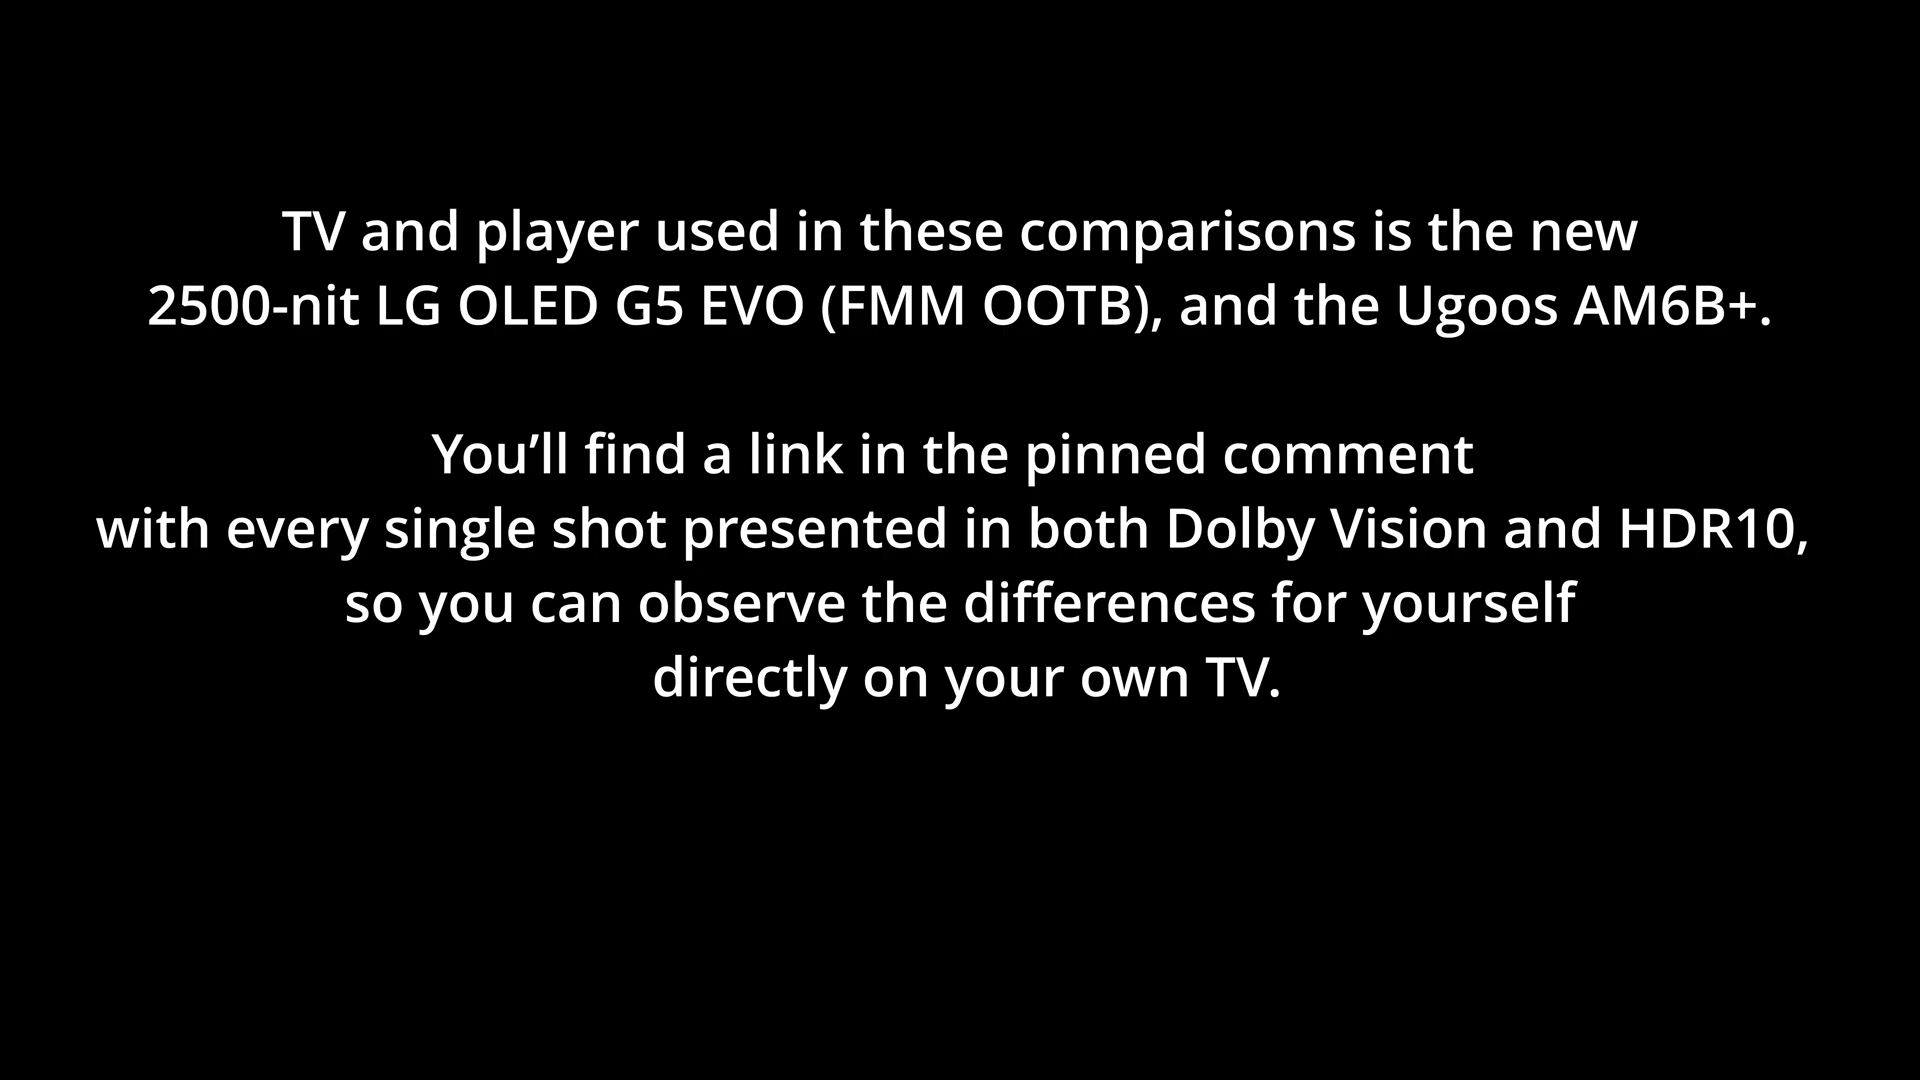 TV and player used in these comparisons is the new
2500-nit LG OLED G5 EVO (FMM OOTB), and the Ugoos AM6B+.
You’ll find a link in the pinned comment
with every single shot presented in both Dolby Vision and HDR10,
so you can observe the differences for yourself
directly on your own TV.